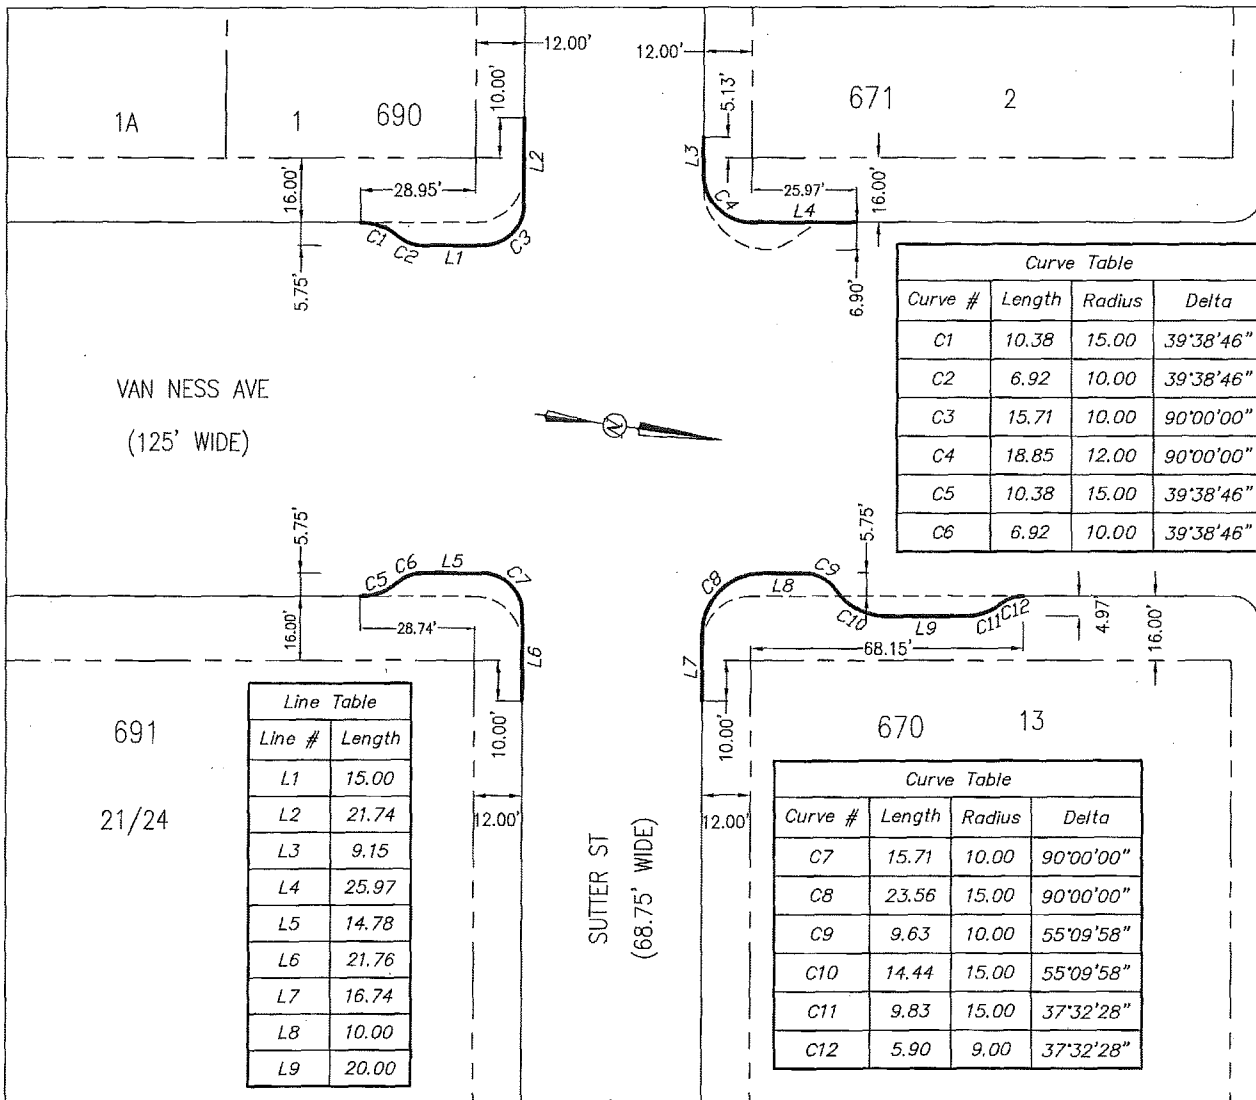 12.00'
12.00'
10.00'
5.13'
1A
1
690
671
2
L2
L3
16.00'
28.95'
25.97'
16.00'
C4
L4
C1
C2
L1
C3
5.75'
6.90'
Curve Table
Curve # Length Radius Delta
C1 10.38 15.00 39°38'46"
C2 6.92 10.00 39°38'46"
C3 15.71 10.00 90°00'00"
C4 18.85 12.00 90°00'00"
C5 10.38 15.00 39°38'46"
C6 6.92 10.00 39°38'46"
VAN NESS AVE
(125' WIDE)
N
5.75'
5.75'
C5
C6
L5
C7
C8
L8
C9
C10
L9
C11
C12
4.97
16.00'
16.00'
28.74'
68.15'
L6
L7
10.00'
10.00'
691
21/24
670
13
Line Table
Line # Length
L1 15.00
L2 21.74
L3 9.15
L4 25.97
L5 14.78
L6 21.76
L7 16.74
L8 10.00
L9 20.00
12.00'
12.00'
SUTTER ST
(68.75' WIDE)
Curve Table
Curve # Length Radius Delta
C7 15.71 10.00 90°00'00"
C8 23.56 15.00 90°00'00"
C9 9.63 10.00 55°09'58"
C10 14.44 15.00 55°09'58"
C11 9.83 15.00 37°32'28"
C12 5.90 9.00 37°32'28"